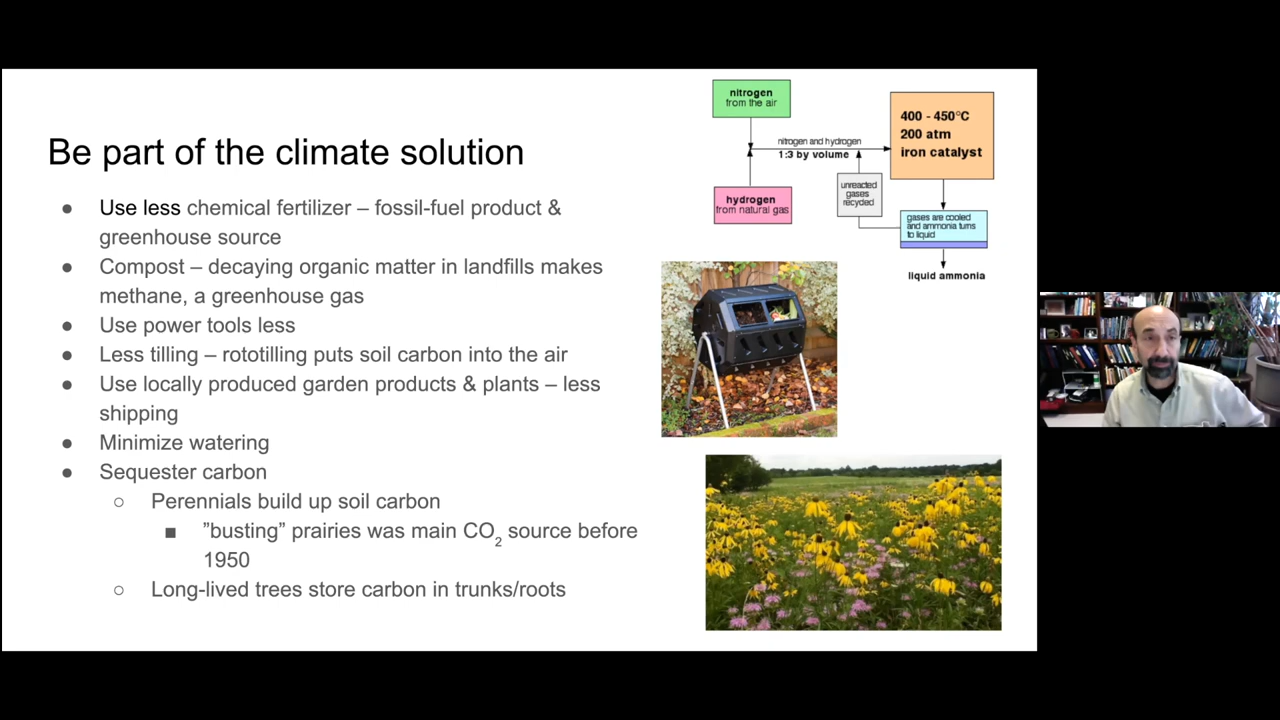 Be part of the climate solution
● Use less chemical fertilizer – fossil-fuel product &
greenhouse source
● Compost – decaying organic matter in landfills makes
methane, a greenhouse gas
● Use power tools less
● Less tilling – rototilling puts soil carbon into the air
● Use locally produced garden products & plants – less
shipping
● Minimize watering
● Sequester carbon
○ Perennials build up soil carbon
■ ”busting” prairies was main CO2 source before
1950
○ Long-lived trees store carbon in trunks/roots
nitrogen
from the air
nitrogen and hydrogen
1:3 by volume
400 - 450°C
200 atm
iron catalyst
hydrogen
from natural gas
unreacted
gases
recycled
gases are cooled
and ammonia turns
to liquid
liquid ammonia